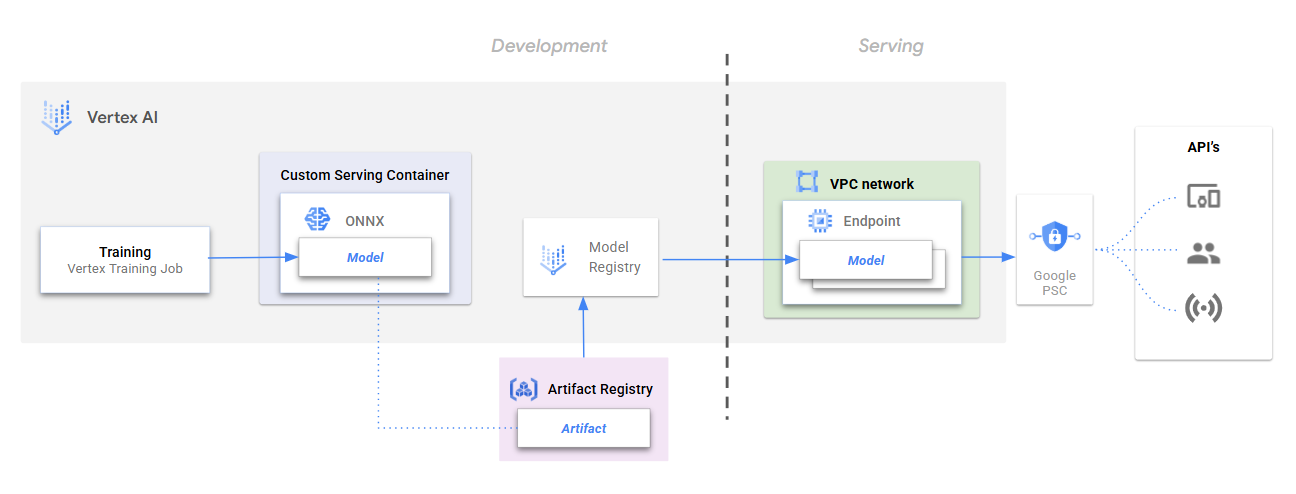 Development
Serving
Vertex AI
Custom Serving Container
ONNX
Model
Training
Vertex Training Job
Model
Registry
Artifact Registry
Artifact
VPC network
Endpoint
Model
Google
PSC
API's